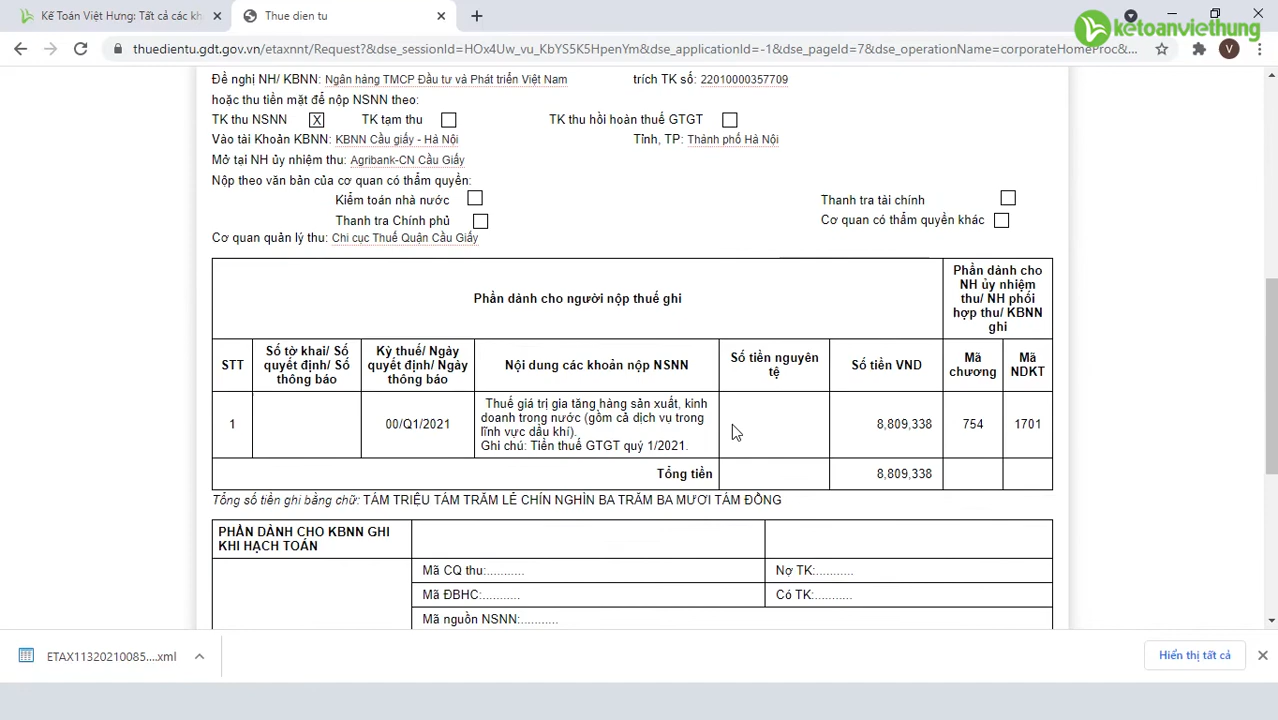 Kế Toán Việt Hưng: Tất cả các kh
Thue dien tu
ketoanviethung
thuedientu.gdt.gov.vn/etaxnnt/Request?&dse_sessionId=HOx4Uw_vu_K_YS5K5HpenYm&dse_applicationId=-1&dse_pageId=7&dse_operationName=corporateHomeProc&...
V
Đề nghị NH/ KBNN: Ngân hàng TMCP Đầu tư và Phát triển Việt Nam trích TK số: 22010000357709
hoặc thu tiền mặt để nộp NSNN theo:
TK thu NSNN X TK tạm thu TK thu hồi hoàn thuế GTGT
Vào tài Khoản KBNN: KBNN Cầu giấy - Hà Nội Tỉnh, TP: Thành phố Hà Nội
Mở tại NH ủy nhiệm thu: Agribank-CN Cầu Giấy
Nộp theo văn bản của cơ quan có thẩm quyền:
Kiểm toán nhà nước Thanh tra tài chính
Thanh tra Chính phủ Cơ quan có thẩm quyền khác
Cơ quan quản lý thu: Chi cục Thuế Quận Cầu Giấy
Phần dành cho người nộp thuế ghi
Phần dành cho
NH ủy nhiệm
thu/ NH phối
hợp thu/ KBNN
ghi
STT
Số tờ khai/ Số
quyết định/ Số
thông báo
Kỳ thuế/ Ngày
quyết định/ Ngày
thông báo
Nội dung các khoản nộp NSNN
Số tiền nguyên
tệ
Số tiền VND
Mã
chương
Mã
NDKT
1
00/Q1/2021
Thuế giá trị gia tăng hàng sản xuất, kinh
doanh trong nước (gồm cả dịch vụ trong
lĩnh vực dầu khí).
Ghi chú: Tiền thuế GTGT quý 1/2021.
8,809,338
754
1701
Tổng tiền 8,809,338
Tổng số tiền ghi bằng chữ: TÁM TRIỆU TÁM TRĂM LẺ CHÍN NGHÌN BA TRĂM BA MƯƠI TÁM ĐỒNG
PHẦN DÀNH CHO KBNN GHI
KHI HẠCH TOÁN
Mã CQ thu:........... Nợ TK:...........
Mã ĐBHC:........... Có TK:...........
Mã nguồn NSNN:...........
ETAX11320210085....xml
Hiển thị tất cả